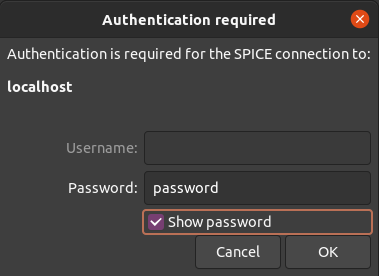 Authentication required
Authentication is required for the SPICE connection to:
localhost
Username:
Password: password
Show password
Cancel OK